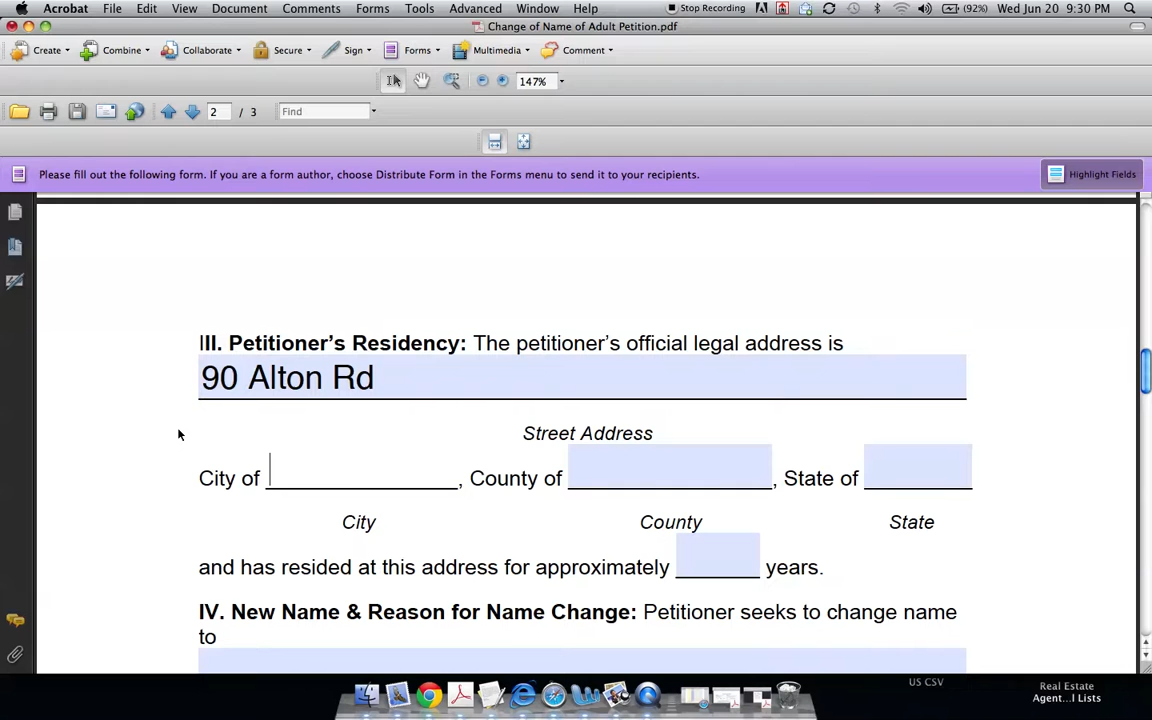 Acrobat File Edit View Document Comments Forms Tools Advanced Window Help Stop Recording (92%) Wed Jun 20 9:30 PM
Change of Name of Adult Petition.pdf
Create Combine Collaborate Secure Sign Forms Multimedia Comment
147%
2 / 3 Find
Please fill out the following form. If you are a form author, choose Distribute Form in the Forms menu to send it to your recipients. Highlight Fields
III. Petitioner's Residency: The petitioner's official legal address is
90 Alton Rd
Street Address
City of , County of , State of
City County State
and has resided at this address for approximately years.
IV. New Name & Reason for Name Change: Petitioner seeks to change name
to
US CSV
Real Estate
Agent...l Lists